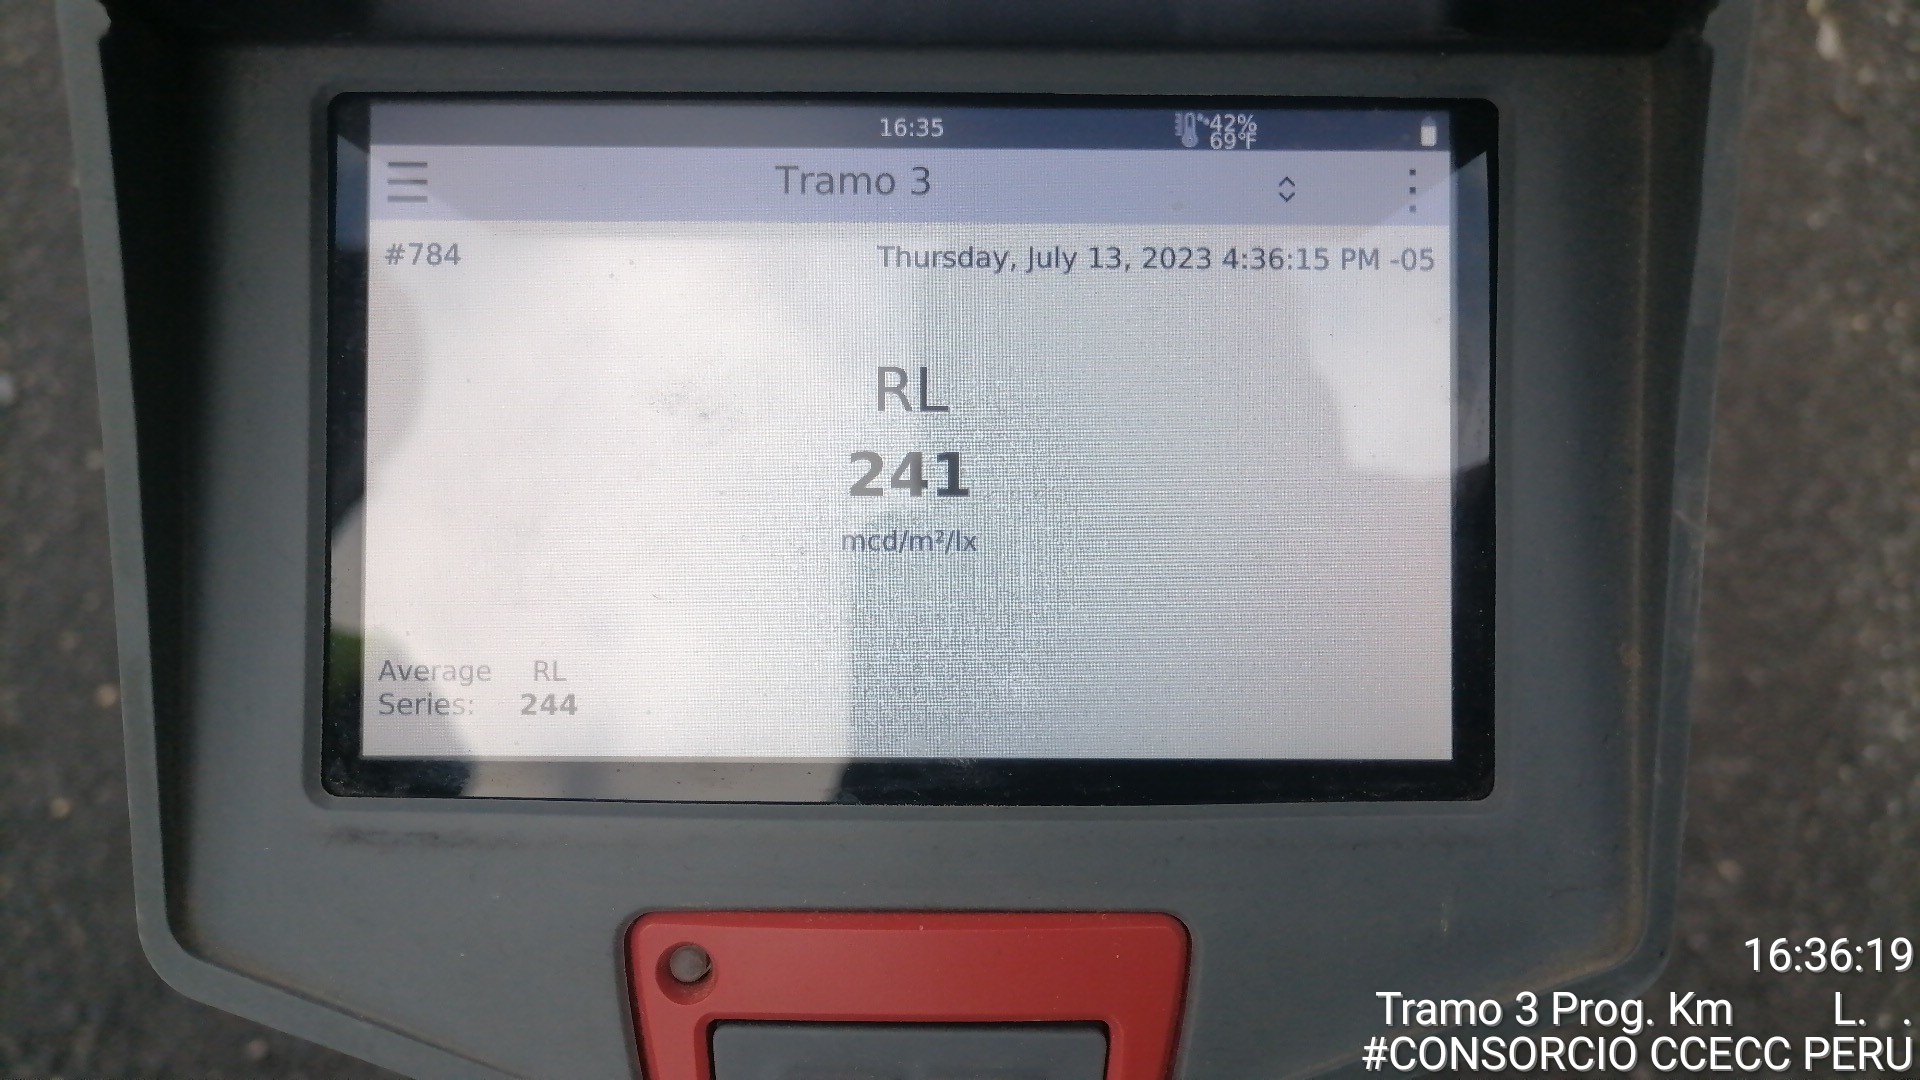 16:35
42%
69°F
Tramo 3
#784
Thursday, July 13, 2023 4:36:15 PM -05
RL
241
mcd/m²/lx
Average RL
Series: 244
16:36:19
Tramo 3 Prog. Km L. .
#CONSORCIO CCECC PERU